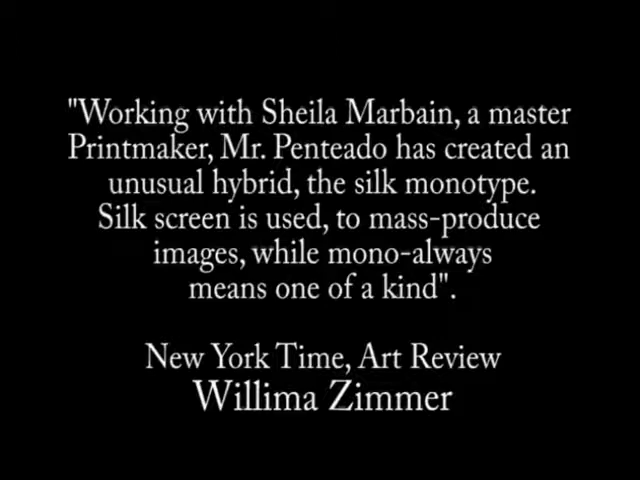 "Working with Sheila Marbain, a master
Printmaker, Mr. Penteado has created an
unusual hybrid, the silk monotype.
Silk screen is used, to mass-produce
images, while mono-always
means one of a kind".
New York Time, Art Review
Willima Zimmer